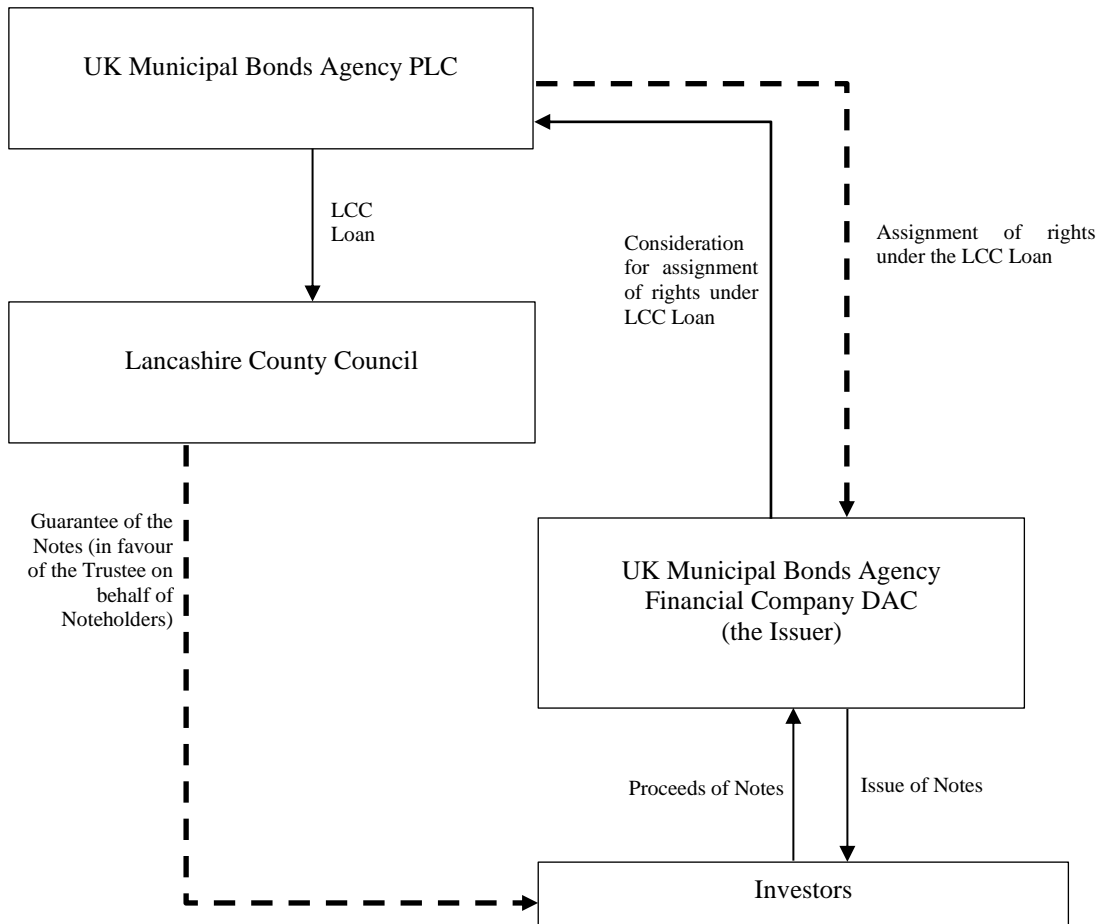 UK Municipal Bonds Agency PLC
LCC
Loan
Consideration
for assignment
of rights under
LCC Loan
Assignment of rights
under the LCC Loan
Lancashire County Council
Guarantee of the
Notes (in favour
of the Trustee on
behalf of
Noteholders)
UK Municipal Bonds Agency
Financial Company DAC
(the Issuer)
Proceeds of Notes
Issue of Notes
Investors